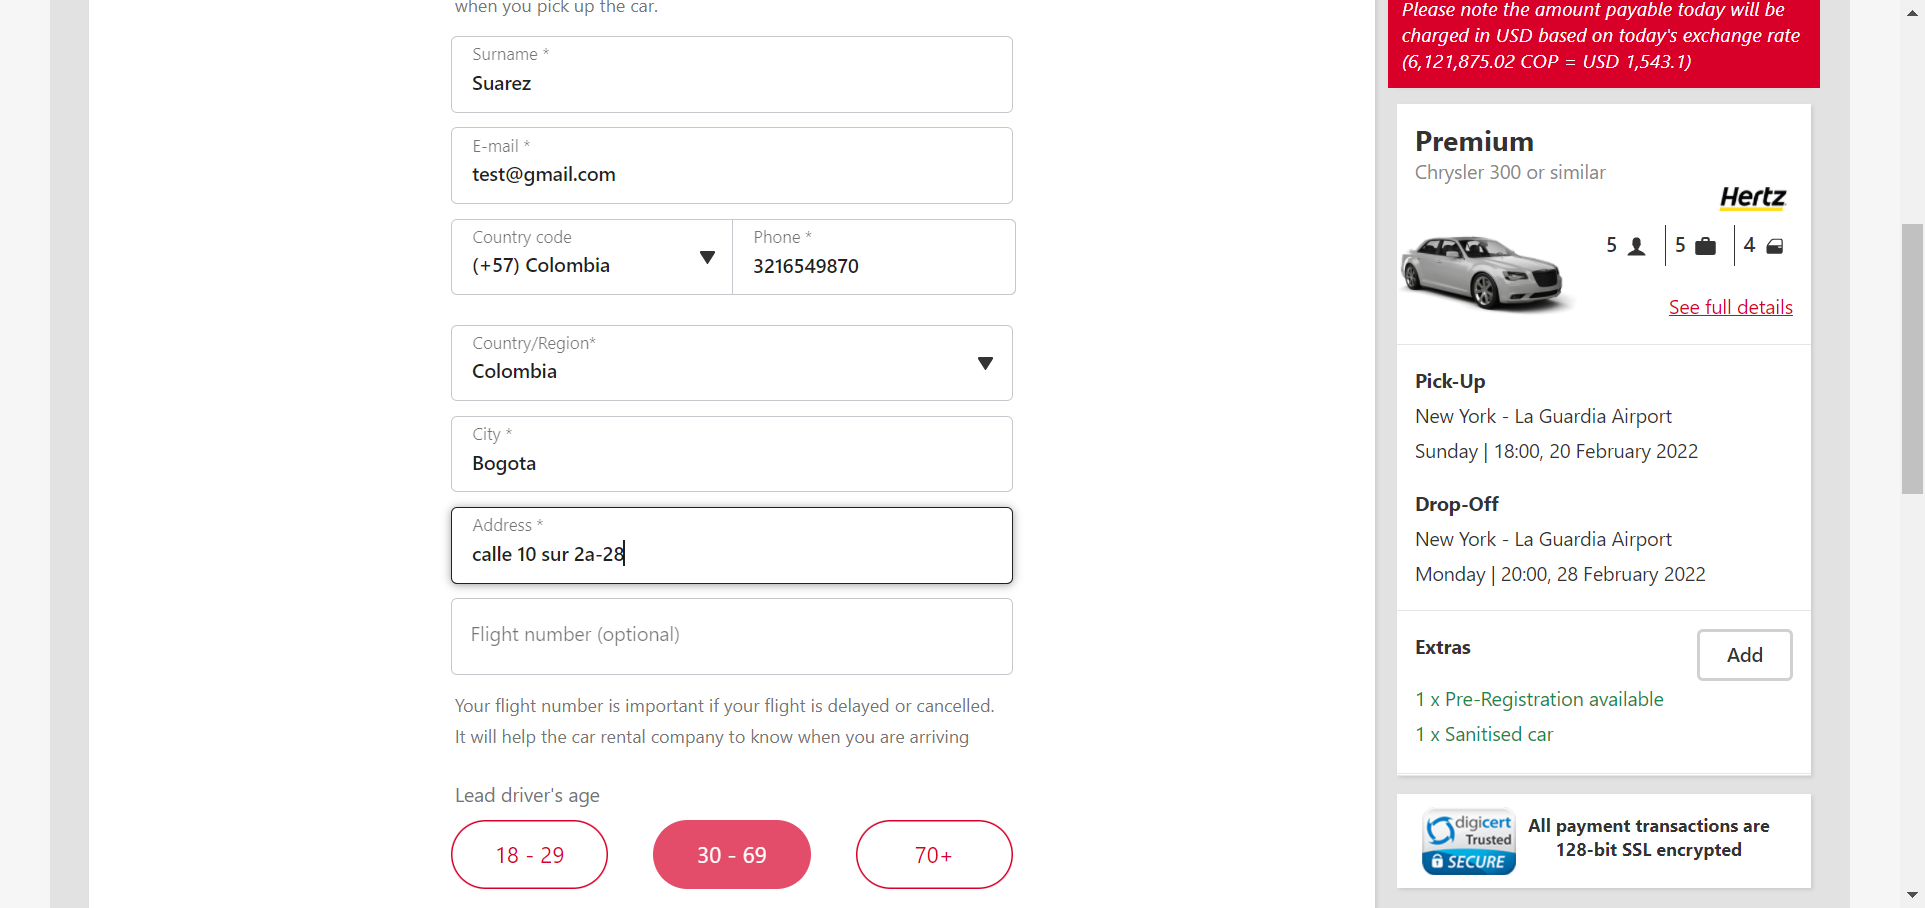 when you pick up the car.
Surname *
Suarez
E-mail *
test@gmail.com
Country code
(+57) Colombia
Phone *
3216549870
Country/Region*
Colombia
City *
Bogota
Address *
calle 10 sur 2a-28
Flight number (optional)
Your flight number is important if your flight is delayed or cancelled.
It will help the car rental company to know when you are arriving
Lead driver's age
18 - 29
30 - 69
70+
Please note the amount payable today will be
charged in USD based on today's exchange rate
(6,121,875.02 COP = USD 1,543.1)
Premium
Chrysler 300 or similar
Hertz
5
5
4
See full details
Pick-Up
New York - La Guardia Airport
Sunday | 18:00, 20 February 2022
Drop-Off
New York - La Guardia Airport
Monday | 20:00, 28 February 2022
Extras
Add
1 x Pre-Registration available
1 x Sanitised car
digicert
Trusted
SECURE
All payment transactions are
128-bit SSL encrypted